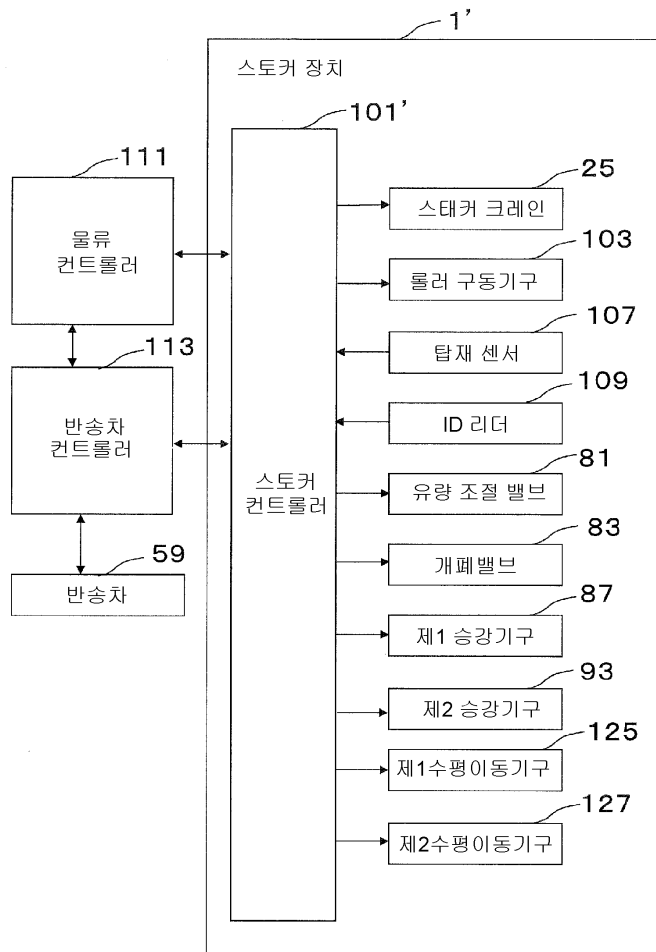 1'
스토커 장치
101'
111
물류
컨트롤러
113
반송차
컨트롤러
59
반송차
스토커
컨트롤러
25
스태커 크레인
103
롤러 구동기구
107
탑재 센서
109
ID 리더
81
유량 조절 밸브
83
개폐밸브
87
제1 승강기구
93
제2 승강기구
125
제1수평이동기구
127
제2수평이동기구